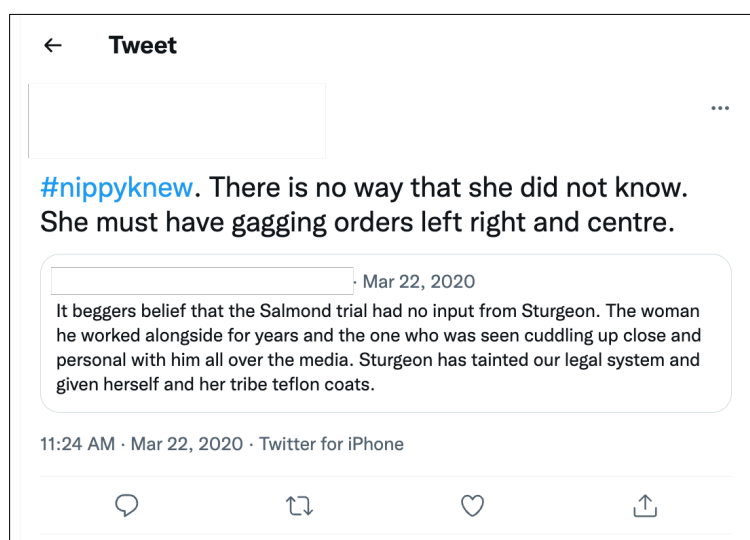 Tweet
#nippyknew. There is no way that she did not know.
She must have gagging orders left right and centre.
· Mar 22, 2020
It beggers belief that the Salmond trial had no input from Sturgeon. The woman
he worked alongside for years and the one who was seen cuddling up close and
personal with him all over the media. Sturgeon has tainted our legal system and
given herself and her tribe teflon coats.
11:24 AM · Mar 22, 2020 · Twitter for iPhone